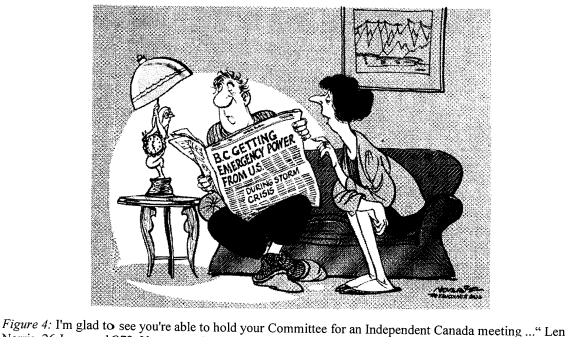 B.C. GETTING
EMERGENCY POWER
FROM U.S.
DURING STORM
CRISIS
NORRIS
Figure 4: I'm glad to see you're able to hold your Committee for an Independent Canada meeting ...“ Len